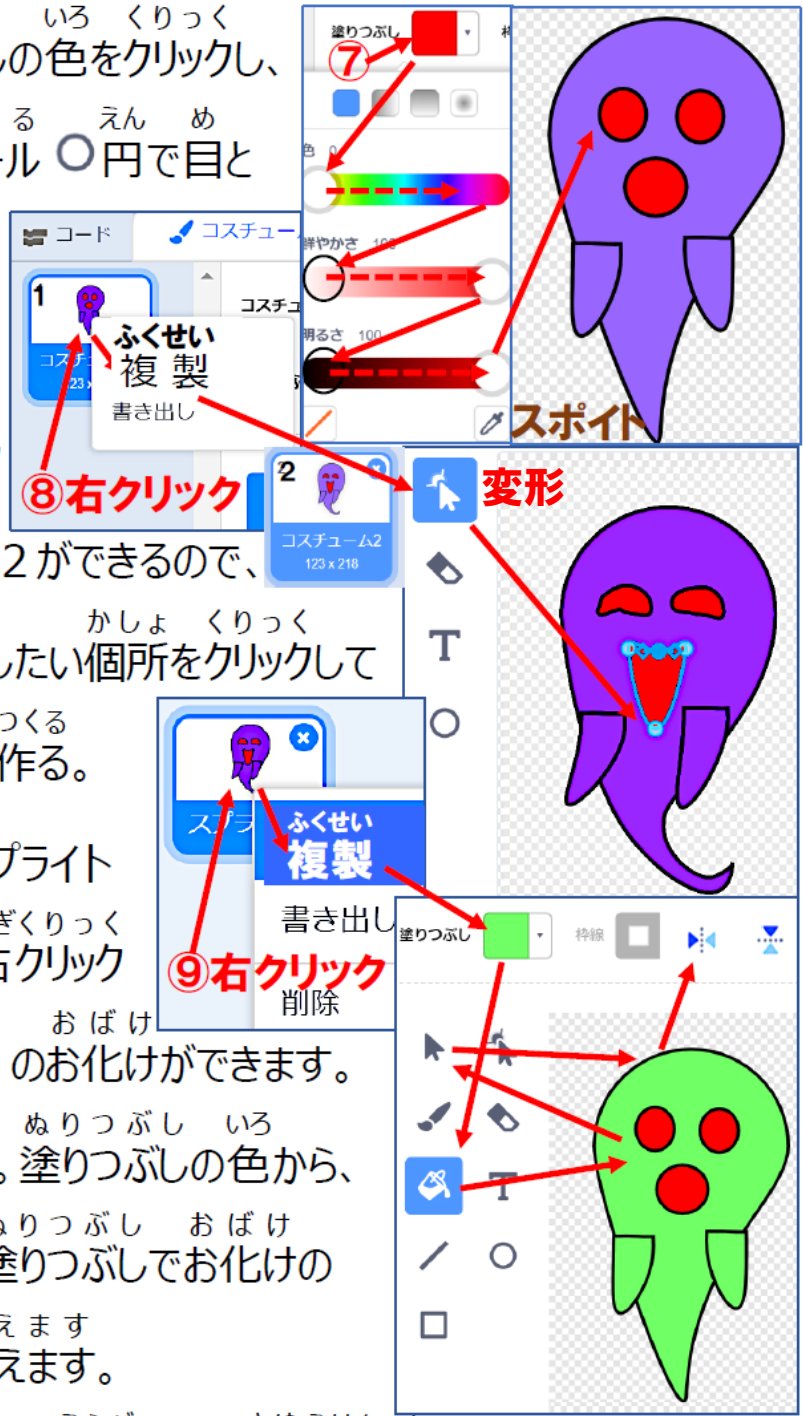 いろ くりっく
の色をクリックし、
る えん め
ル 円で目と
塗りつぶし
⑦
色 0
鮮やかさ 100
明るさ 100
スポイト
コード コスチュー
1
コスチュ
123 x
ふくせい
複製
書き出し
コスチュ
⑧右クリック
2
コスチューム2
123 x 218
変形
T
2ができるので、
かしょ くりっく
したい個所をクリックして
つくる
作る。
スプラ
ふくせい
複製
書き出し
⑨右クリック
削除
プライト
ぎくりっく
右クリック
おばけ
のお化けができます。
ぬりつぶし いろ
。塗りつぶしの色から、
りつぶし おばけ
塗りつぶしでお化けの
えます
えます。
塗りつぶし 枠線
T